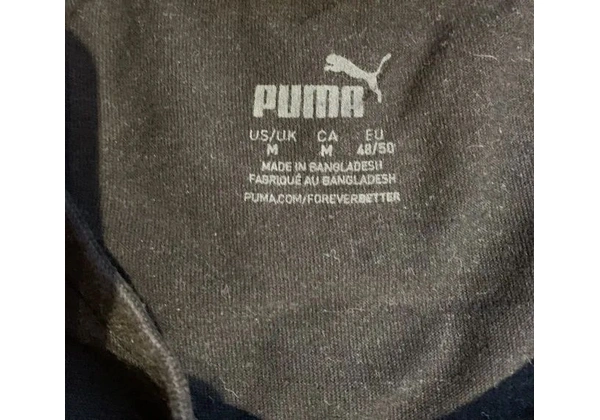 PUMA
US/UK CA EU
M M 48/50
MADE IN BANGLADESH
FABRIQUÉ AU BANGLADESH
PUMA.COM/FOREVERBETTER